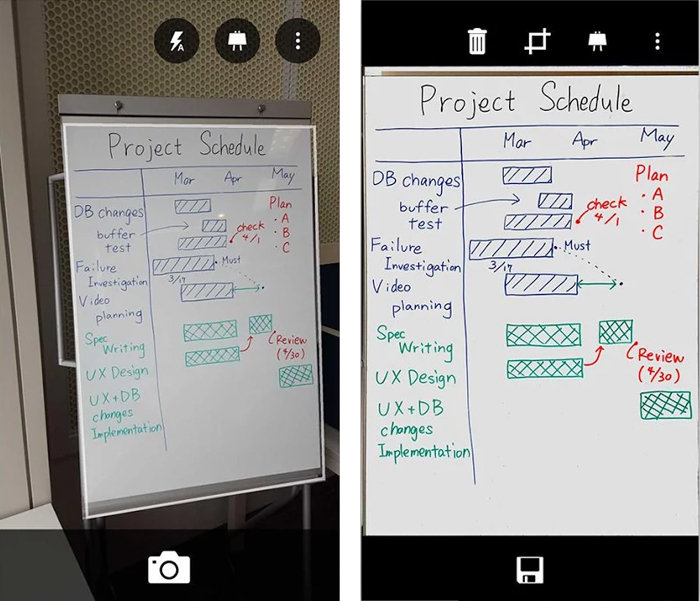 A
Project Schedule
Mar Apr May
DB changes
Plan
· A
buffer
test
check
4/1
· B
· C
Failure
Investigation
Must
3/17
Video
planning
Spec
Writing
Review
(4/30)
UX Design
UX+DB
changes
Implementation
Project Schedule
Mar Apr May
DB changes
Plan
· A
buffer
test
check
4/1
· B
· C
Failure
Investigation
Must
3/17
Video
planning
Spec
Writing
Review
(4/30)
UX Design
UX+DB
changes
Implementation